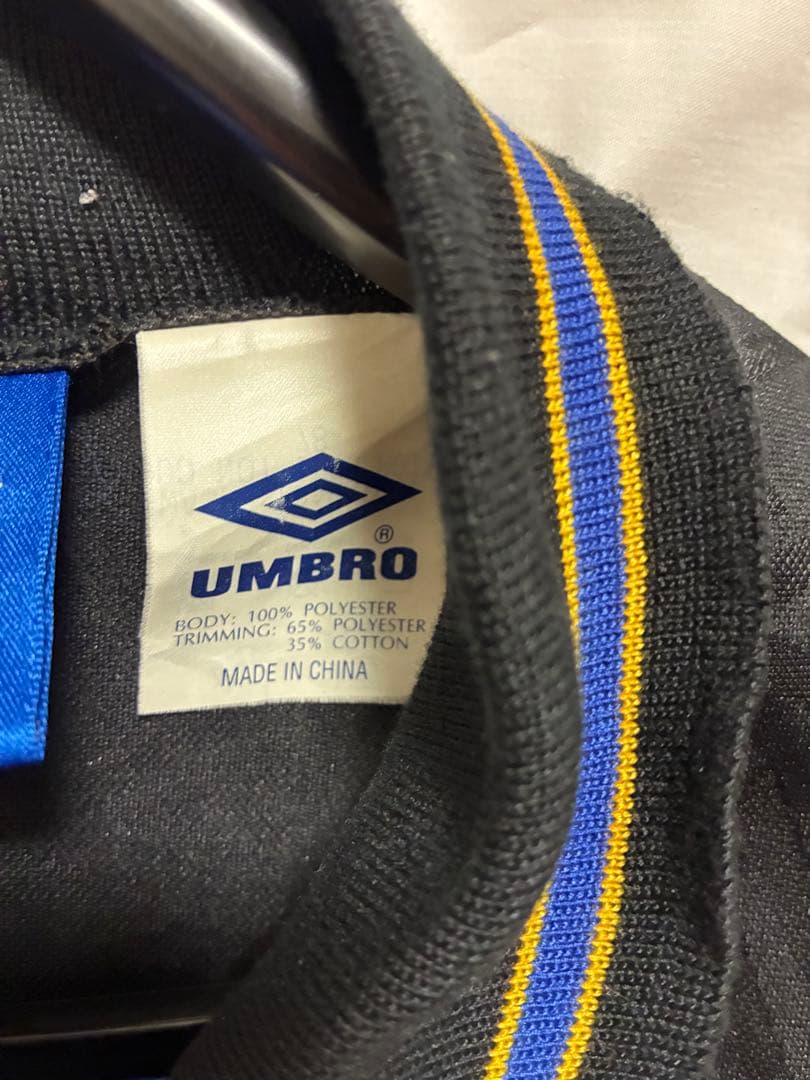 ®
UMBRO
BODY: 100% POLYESTER
TRIMMING: 65% POLYESTER
35% COTTON
MADE IN CHINA